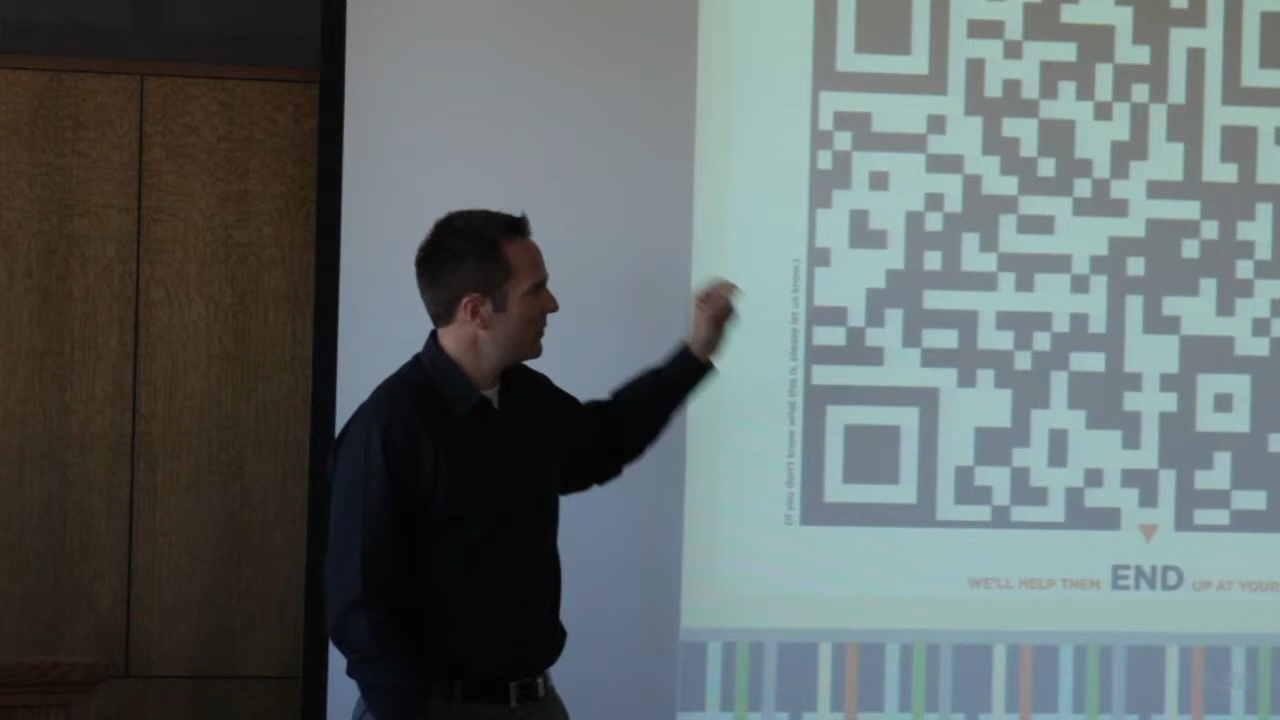 (If you don't know what this is, please let us know.)
WE'LL HELP THEM END UP AT YOUR